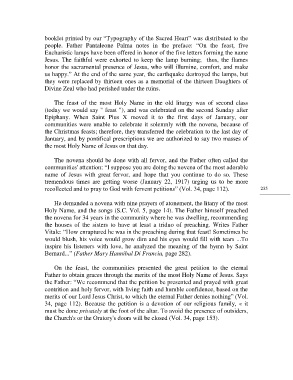 booklet printed by our "Typography of the Sacred Heart" was distributed to the
people. Father Pantaleone Palma notes in the preface: "On the feast, five
Eucharistic lamps have been offered in honor of the five letters forming the name
Jesus. The faithful were exhorted to keep the lamp burning; thus, the flames
honor the sacramental presence of Jesus, who will illumine, comfort, and make
us happy." At the end of the same year, the earthquake destroyed the lamps, but
they were replaced by thirteen ones as a memorial of the thirteen Daughters of
Divine Zeal who had perished under the ruins.
The feast of the most Holy Name in the old liturgy was of second class
(today we would say " feast "), and was celebrated on the second Sunday after
Epiphany. When Saint Pius X moved it to the first days of January, our
communities were unable to celebrate it solemnly with the novena, because of
the Christmas feasts; therefore, they transferred the celebration to the last day of
January, and by pontifical prescriptions we are authorized to say two masses of
the most Holy Name of Jesus on that day.
The novena should be done with all fervor, and the Father often called the
communities' attention: "I suppose you are doing the novena of the most adorable
name of Jesus with great fervor, and hope that you continue to do so. These
tremendous times are getting worse (January 22, 1917) urging us to be more
recollected and to pray to God with fervent petitions" (Vol. 34, page 112).
235
He demanded a novena with nine prayers of atonement, the litany of the most
Holy Name, and the songs (S.C. Vol. 5, page 14). The Father himself preached
the novena for 34 years in the community where he was dwelling, recommending
the houses of the sisters to have at least a triduo of preaching. Writes Father
Vitale: "How enraptured he was in the preaching during that feast! Sometimes he
would blush, his voice would grow dim and his eyes would fill with tears ...To
inspire his listeners with love, he analyzed the meaning of the hymn by Saint
Bernard..." (Father Mary Hannibal Di Francia, page 282).
On the feast, the communities presented the great petition to the eternal
Father to obtain graces through the merits of the most Holy Name of Jesus. Says
the Father: "We recommend that the petition be presented and prayed with great
contrition and holy fervor, with living faith and humble confidence, based on the
merits of our Lord Jesus Christ, to which the eternal Father denies nothing" (Vol.
34, page 112). Because the petition is a devotion of our religious family, « it
must be done privately at the foot of the altar. To avoid the presence of outsiders,
the Church's or the Oratory's doors will be closed (Vol. 34, page 153).